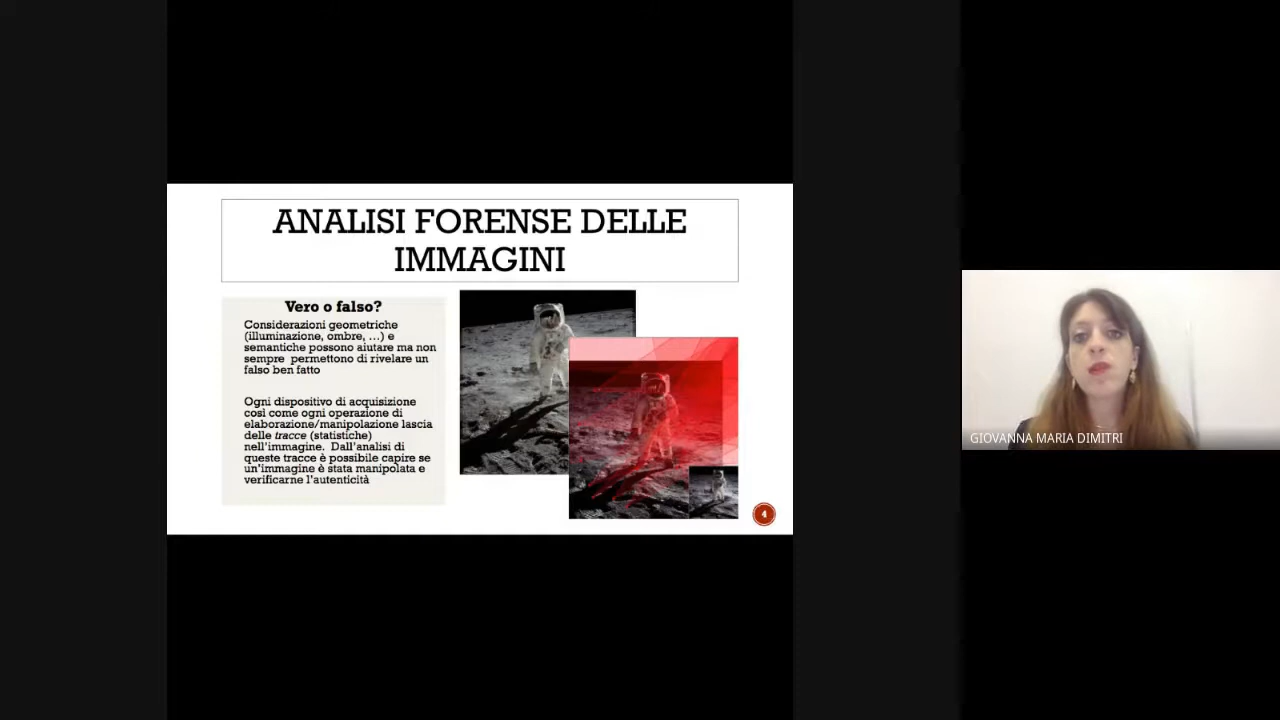 ANALISI FORENSE DELLE
IMMAGINI
Vero o falso?
Considerazioni geometriche
(illuminazione, ombre, …) e
semantiche possono aiutare ma non
sempre permettono di rivelare un
falso ben fatto
Ogni dispositivo di acquisizione
così come ogni operazione di
elaborazione/manipolazione lascia
delle tracce (statistiche)
nell'immagine. Dall'analisi di
queste tracce è possibile capire se
un'immagine è stata manipolata e
verificarne l'autenticità
4
GIOVANNA MARIA DIMITRI